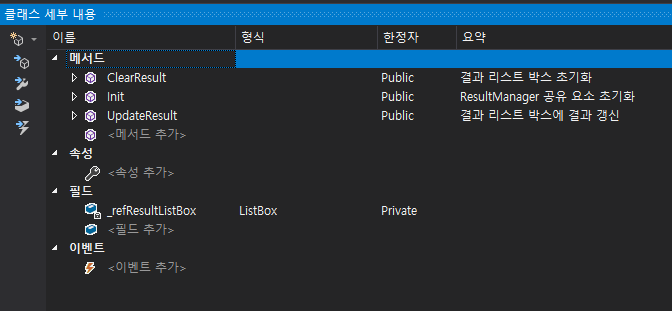 클래스 세부 내용
이름 형식 한정자 요약
메서드
ClearResult Public 결과 리스트 박스 초기화
Init Public ResultManager 공유 요소 초기화
UpdateResult Public 결과 리스트 박스에 결과 갱신
<메서드 추가>
속성
<속성 추가>
필드
_refResultListBox ListBox Private
<필드 추가>
이벤트
<이벤트 추가>